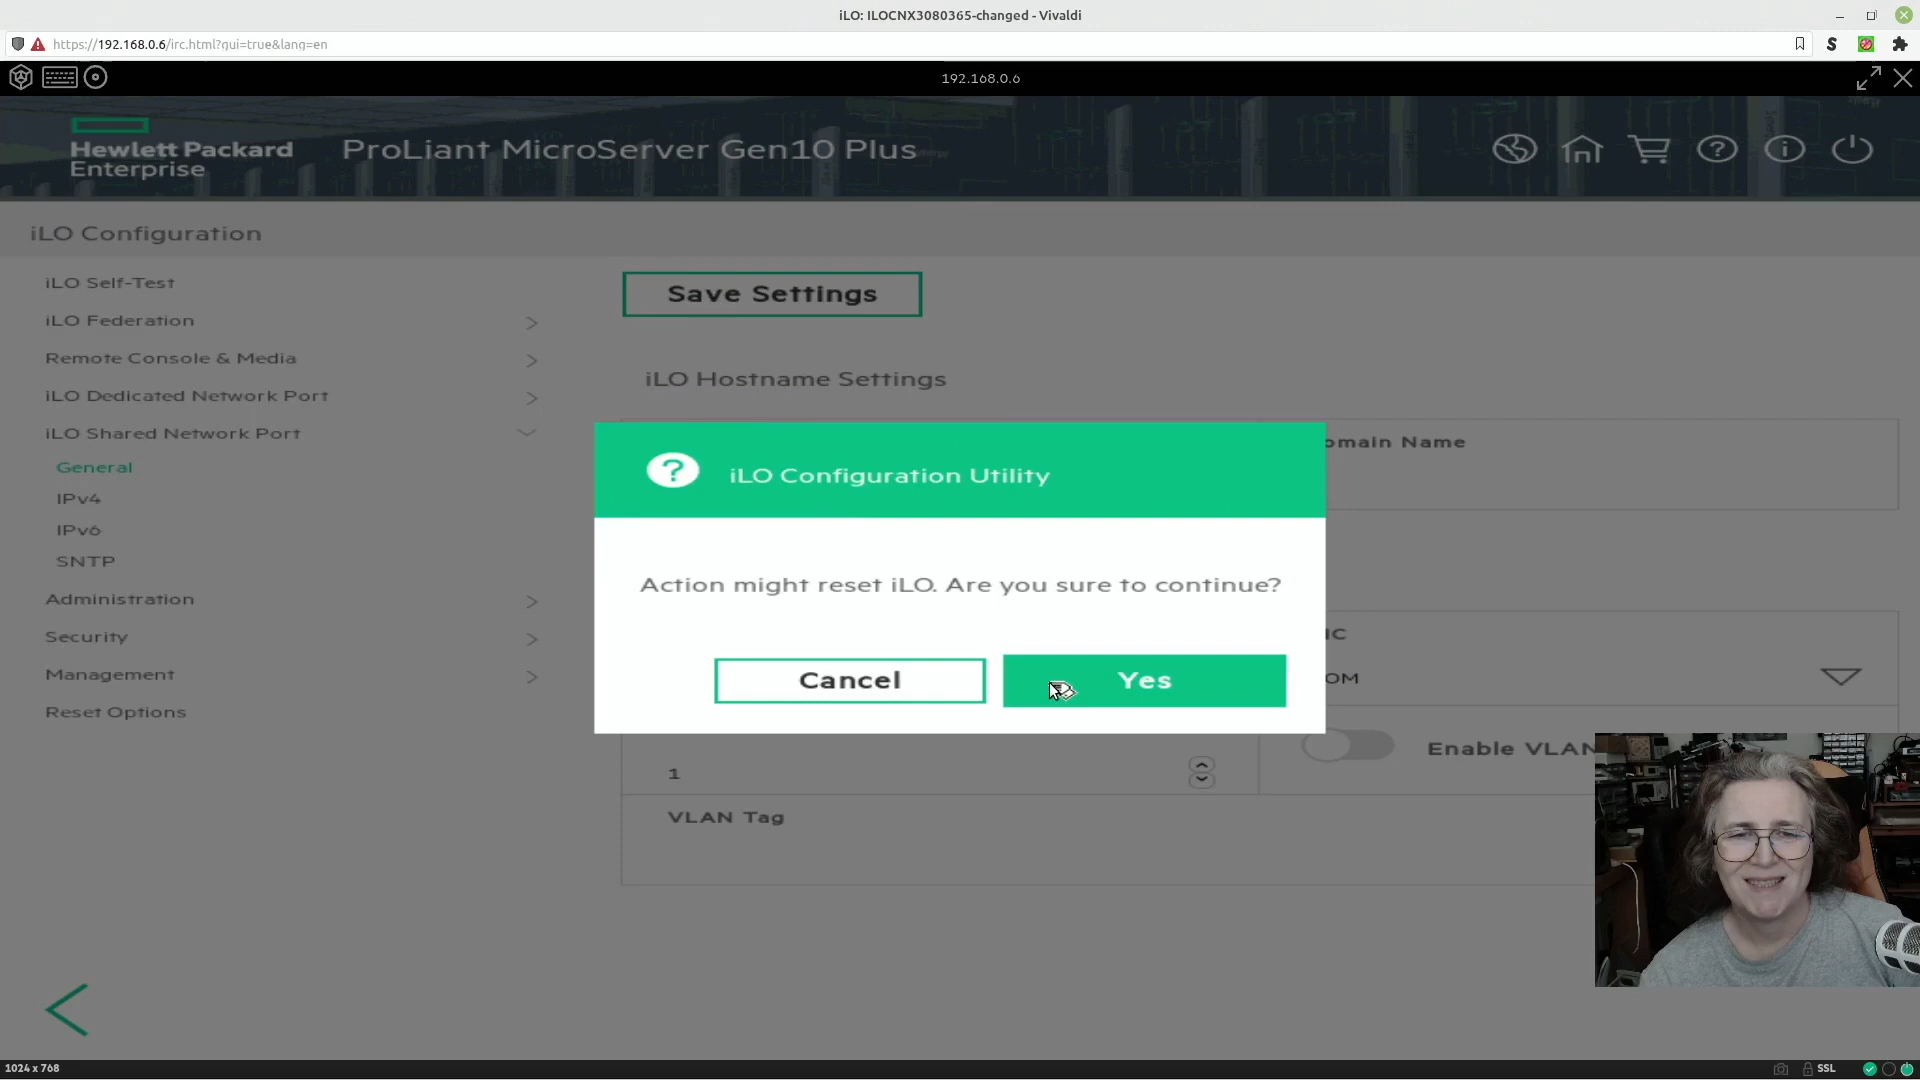 iLO: ILOCNX3080365-changed - Vivaldi
https://192.168.0.6/irc.html?gui=true&lang=en
192.168.0.6
Hewlett Packard
Enterprise
ProLiant MicroServer Gen10 Plus
iLO Configuration
iLO Self-Test
iLO Federation
Remote Console & Media
iLO Dedicated Network Port
iLO Shared Network Port
General
IPv4
IPv6
SNTP
Administration
Security
Management
Reset Options
Save Settings
iLO Hostname Settings
omain Name
iLO Configuration Utility
Action might reset iLO. Are you sure to continue?
Cancel
Yes
IC
OM
1
Enable VLAN
VLAN Tag
1024 x 768
SSL